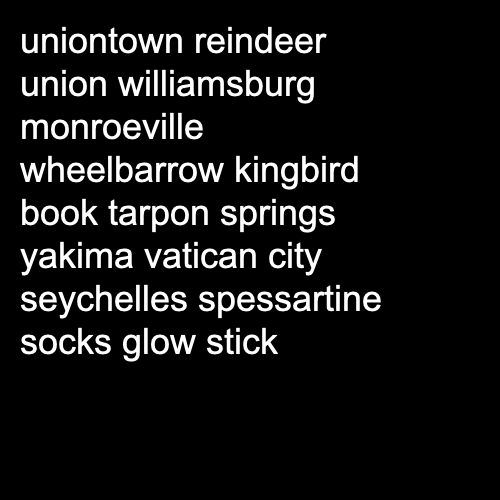 uniontown reindeer
union williamsburg
monroeville
wheelbarrow kingbird
book tarpon springs
yakima vatican city
seychelles spessartine
socks glow stick